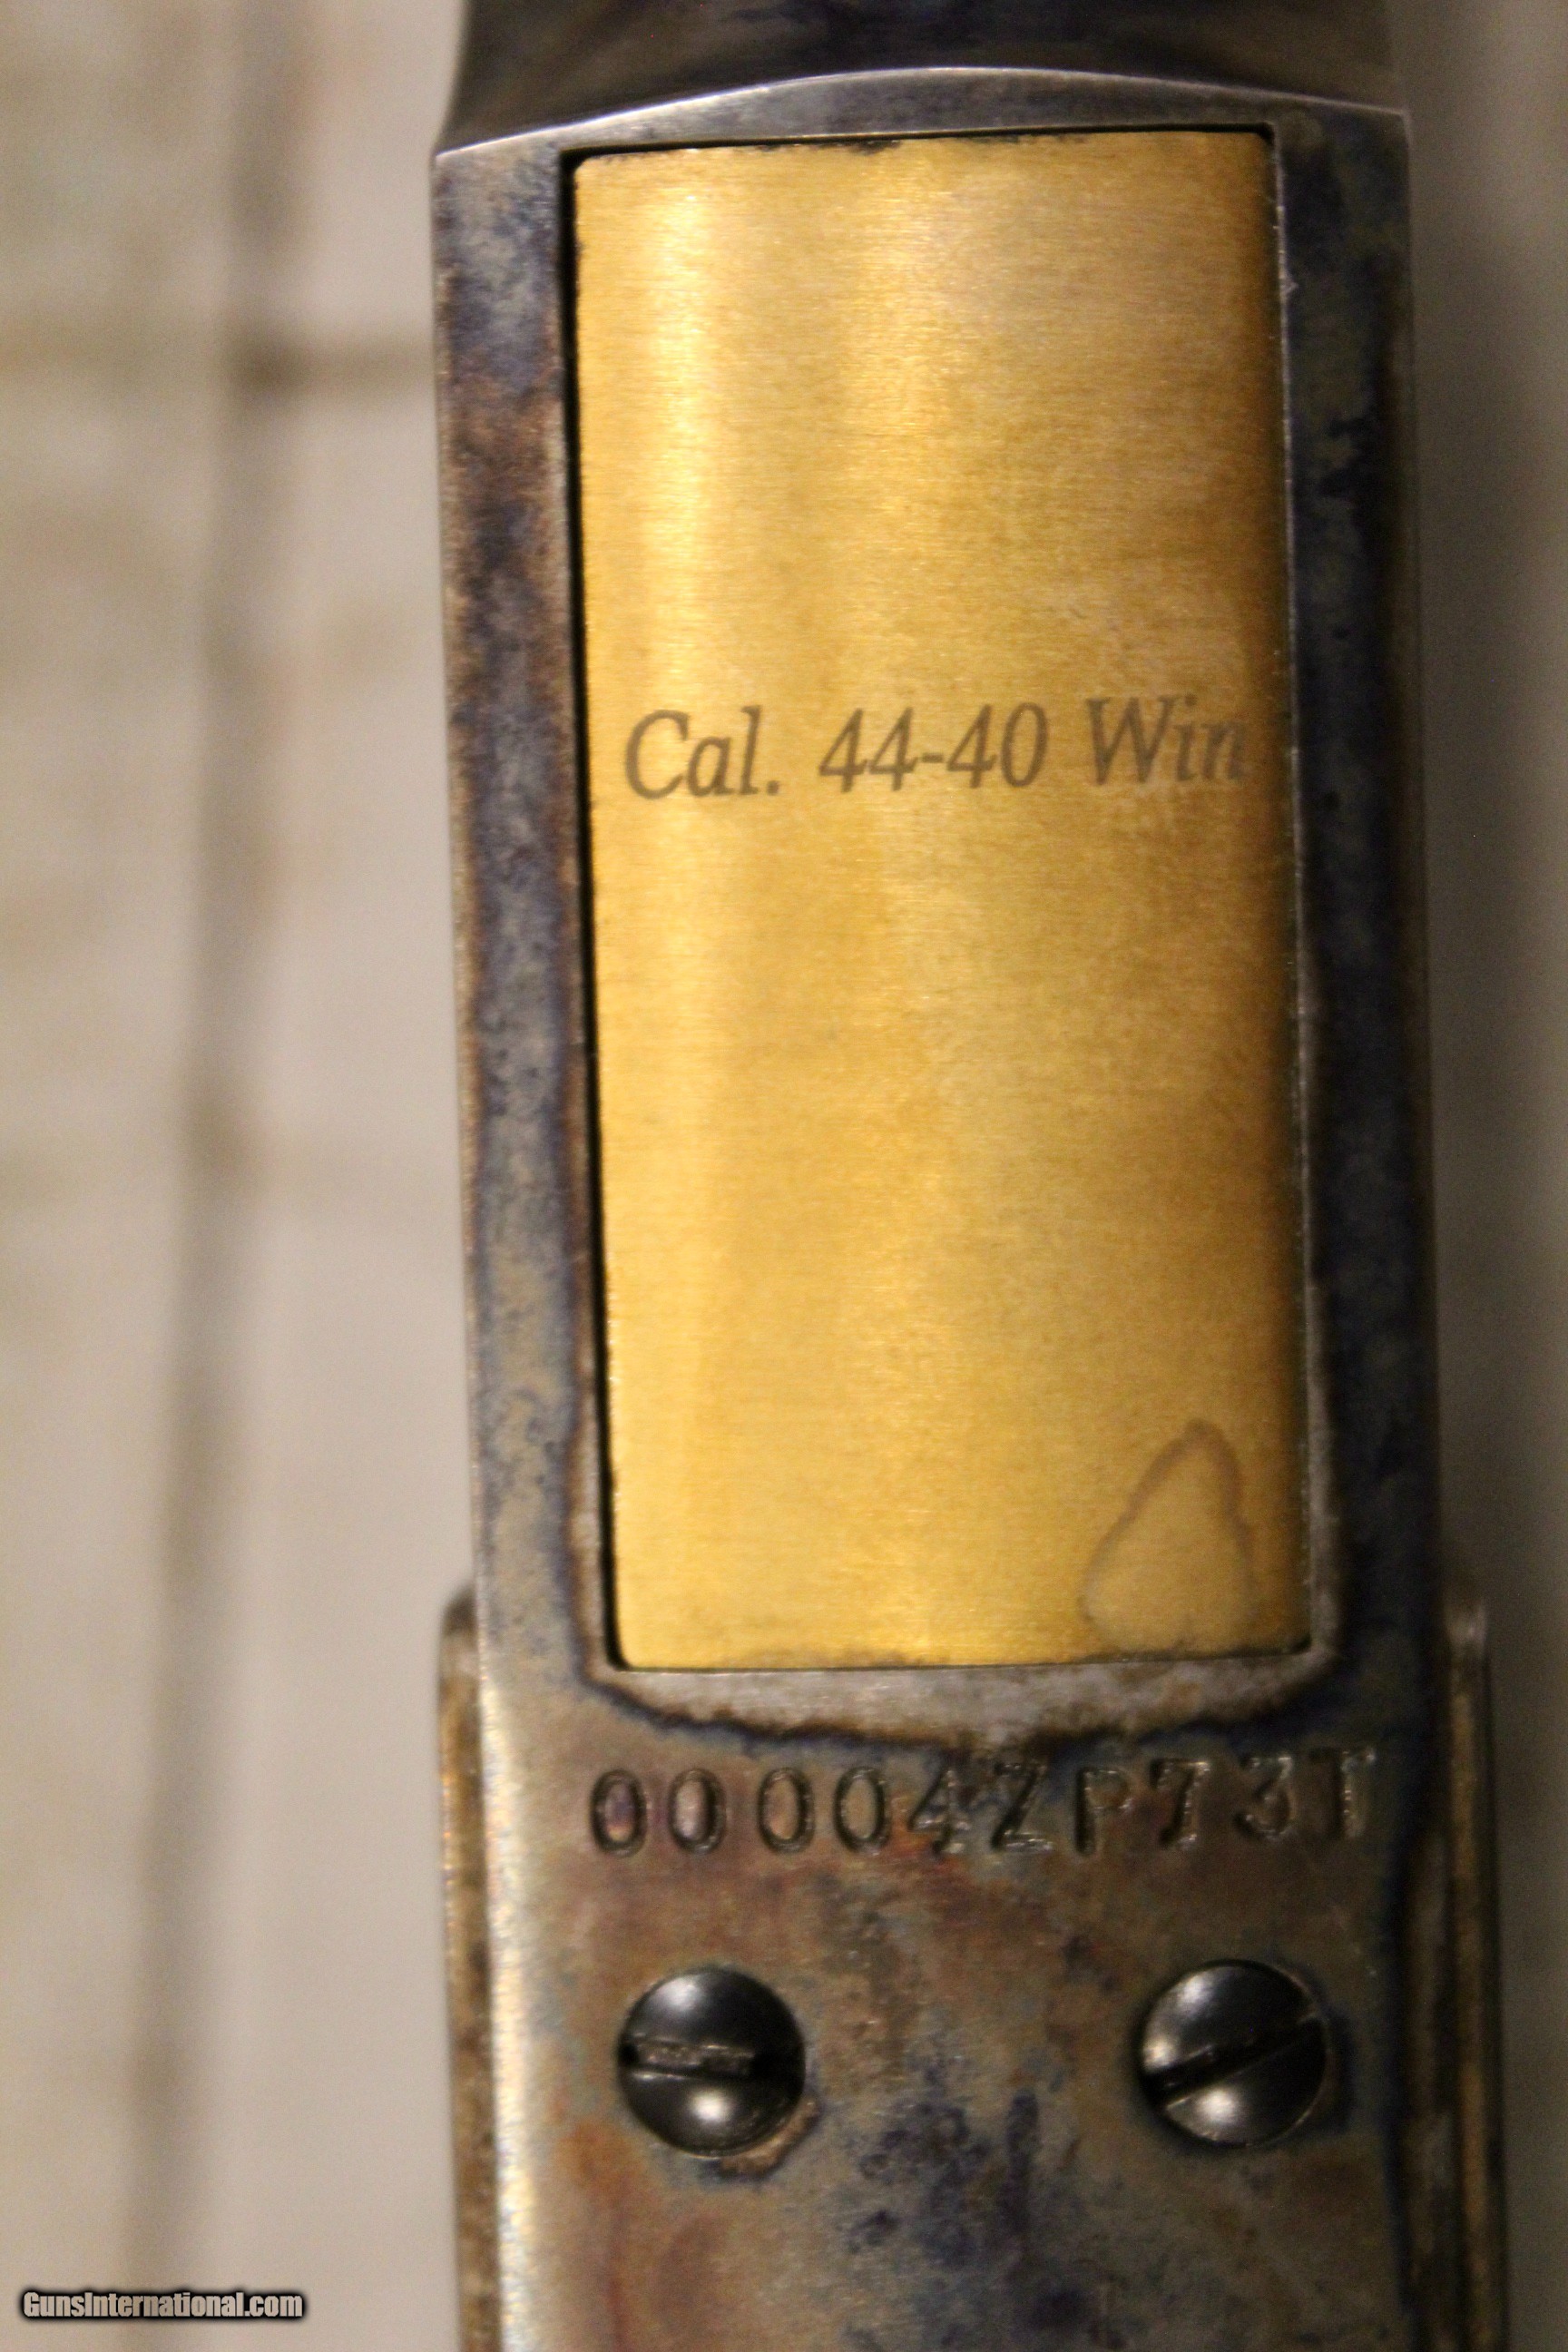 Cal. 44-40 Win
00004ZP73T
GunsInternational.com